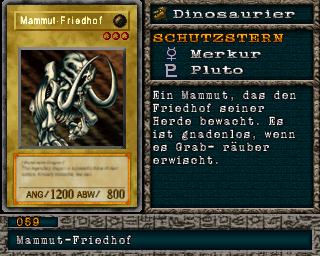 Mammut-Friedhof
ANG/1200 ABW/ 800
Dinosaurier
SCHUTZSTERN
Merkur
Pluto
Ein Mammut, das den
Friedhof seiner
Herde bewacht. Es
ist gnadenlos, wenn
es Grab- räuber
erwischt.
059
Mammut-Friedhof